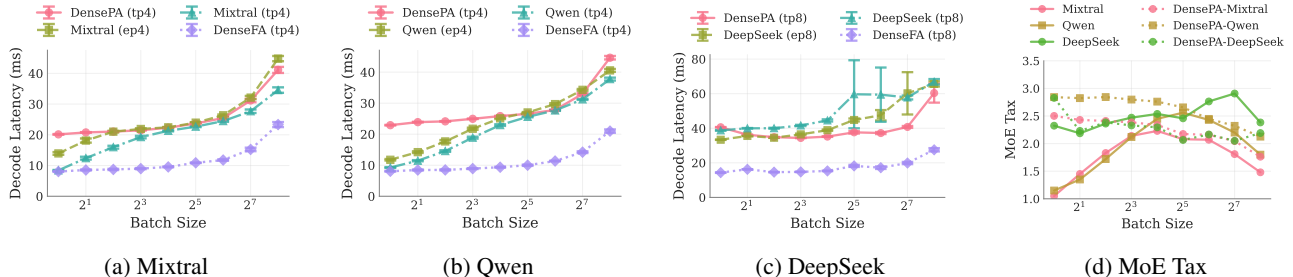 DensePA (tp4) Mixtral (tp4)
Mixtral (ep4) DenseFA (tp4)
Decode Latency (ms)
40
30
20
10
0
2^1 2^3 2^5 2^7
Batch Size
(a) Mixtral
DensePA (tp4) Qwen (tp4)
Qwen (ep4) DenseFA (tp4)
Decode Latency (ms)
40
30
20
10
0
2^1 2^3 2^5 2^7
Batch Size
(b) Qwen
DensePA (tp8) DeepSeek (tp8)
DeepSeek (ep8) DenseFA (tp8)
Decode Latency (ms)
80
60
40
20
0
2^1 2^3 2^5 2^7
Batch Size
(c) DeepSeek
Mixtral DensePA-Mixtral
Qwen DensePA-Qwen
DeepSeek DensePA-DeepSeek
MoE Tax
3.5
3.0
2.5
2.0
1.5
1.0
2^1 2^3 2^5 2^7
Batch Size
(d) MoE Tax